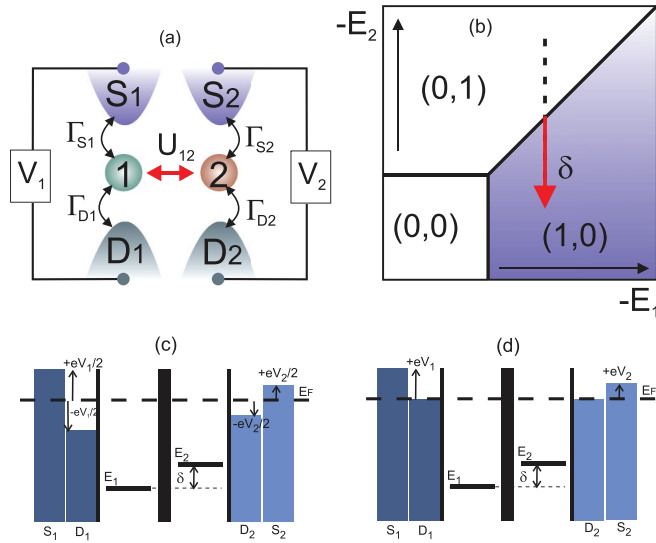 (a)
S1 S2
ΓS1 U12 ΓS2
V1 1 2 V2
ΓD1 ΓD2
D1 D2
(b)
-E2
(0,1)
δ
(0,0) (1,0)
-E1
(c)
+eV1/2 +eV2/2
EF
-eV1/2 -eV2/2
E1 E2
δ
S1 D1 D2 S2
(d)
+eV1 +eV2
EF
E1 E2
δ
S1 D1 D2 S2